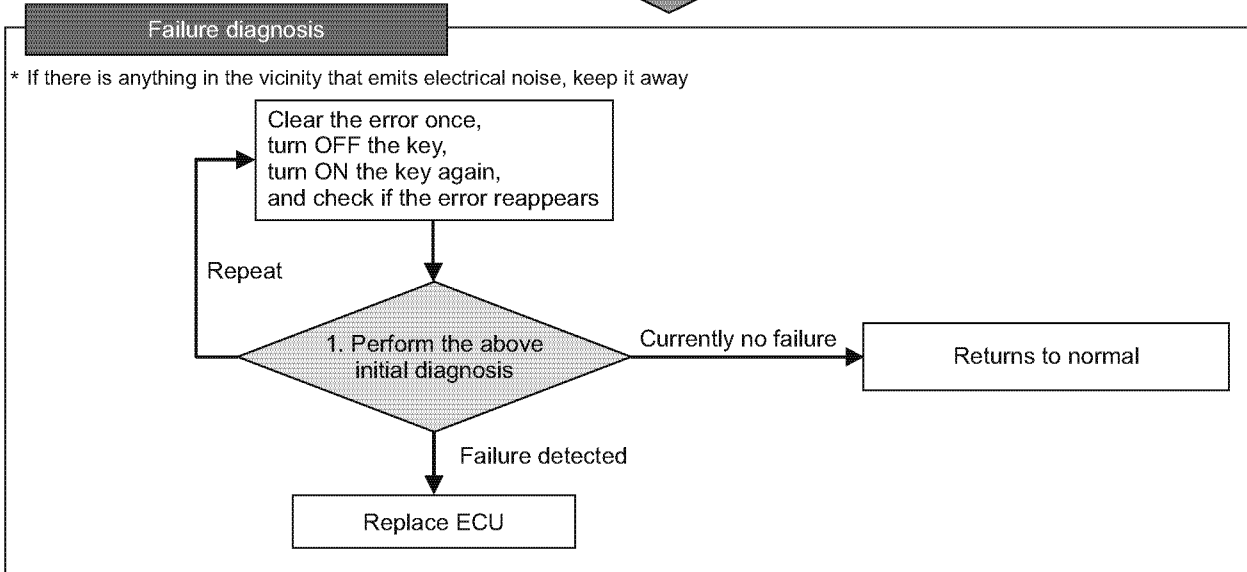 Failure diagnosis
* If there is anything in the vicinity that emits electrical noise, keep it away
Clear the error once,
turn OFF the key,
turn ON the key again,
and check if the error reappears
Repeat
1. Perform the above
initial diagnosis
Currently no failure
Returns to normal
Failure detected
Replace ECU